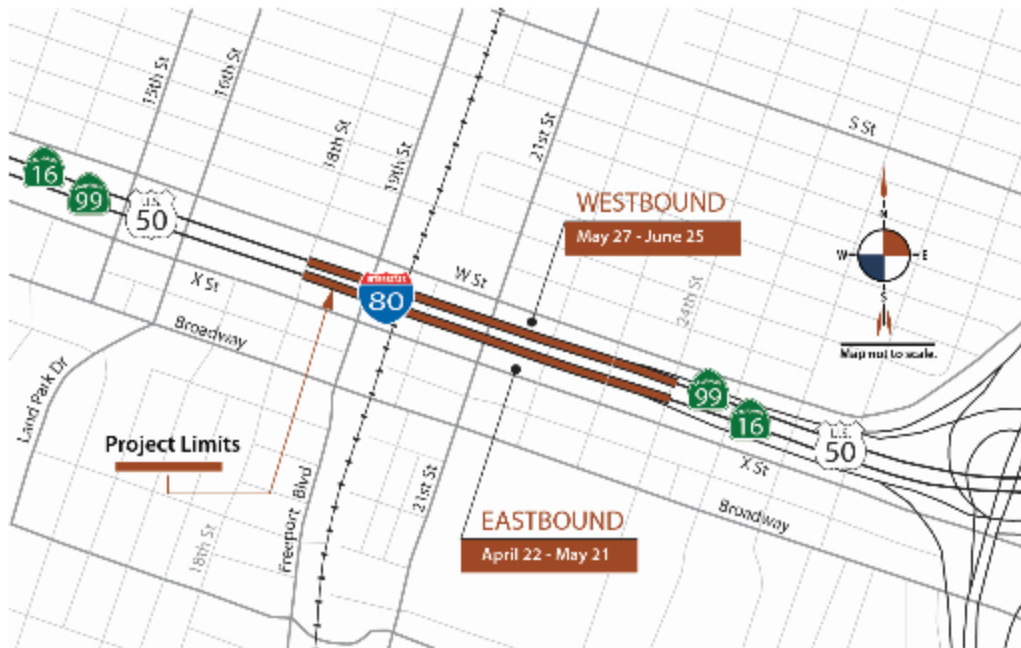 15th St
16th St
18th St
19th St
21st St
S St
16
99
U.S.
50
WESTBOUND
May 27 - June 25
N
W
E
S
Map not to scale.
W St
24th St
X St
80
Broadway
Land Park Dr
99
16
U.S.
50
Project Limits
X St
Freeport Blvd
21st St
18th St
EASTBOUND
April 22 - May 21
Broadway